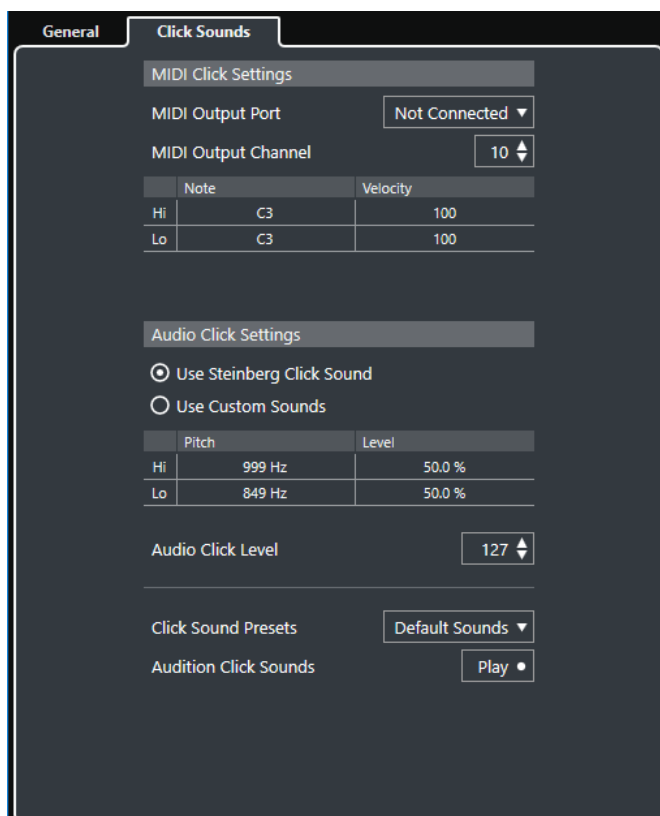 General Click Sounds
MIDI Click Settings
MIDI Output Port Not Connected
MIDI Output Channel 10
Note Velocity
Hi C3 100
Lo C3 100
Audio Click Settings
Use Steinberg Click Sound
Use Custom Sounds
Pitch Level
Hi 999 Hz 50.0 %
Lo 849 Hz 50.0 %
Audio Click Level 127
Click Sound Presets Default Sounds
Audition Click Sounds Play